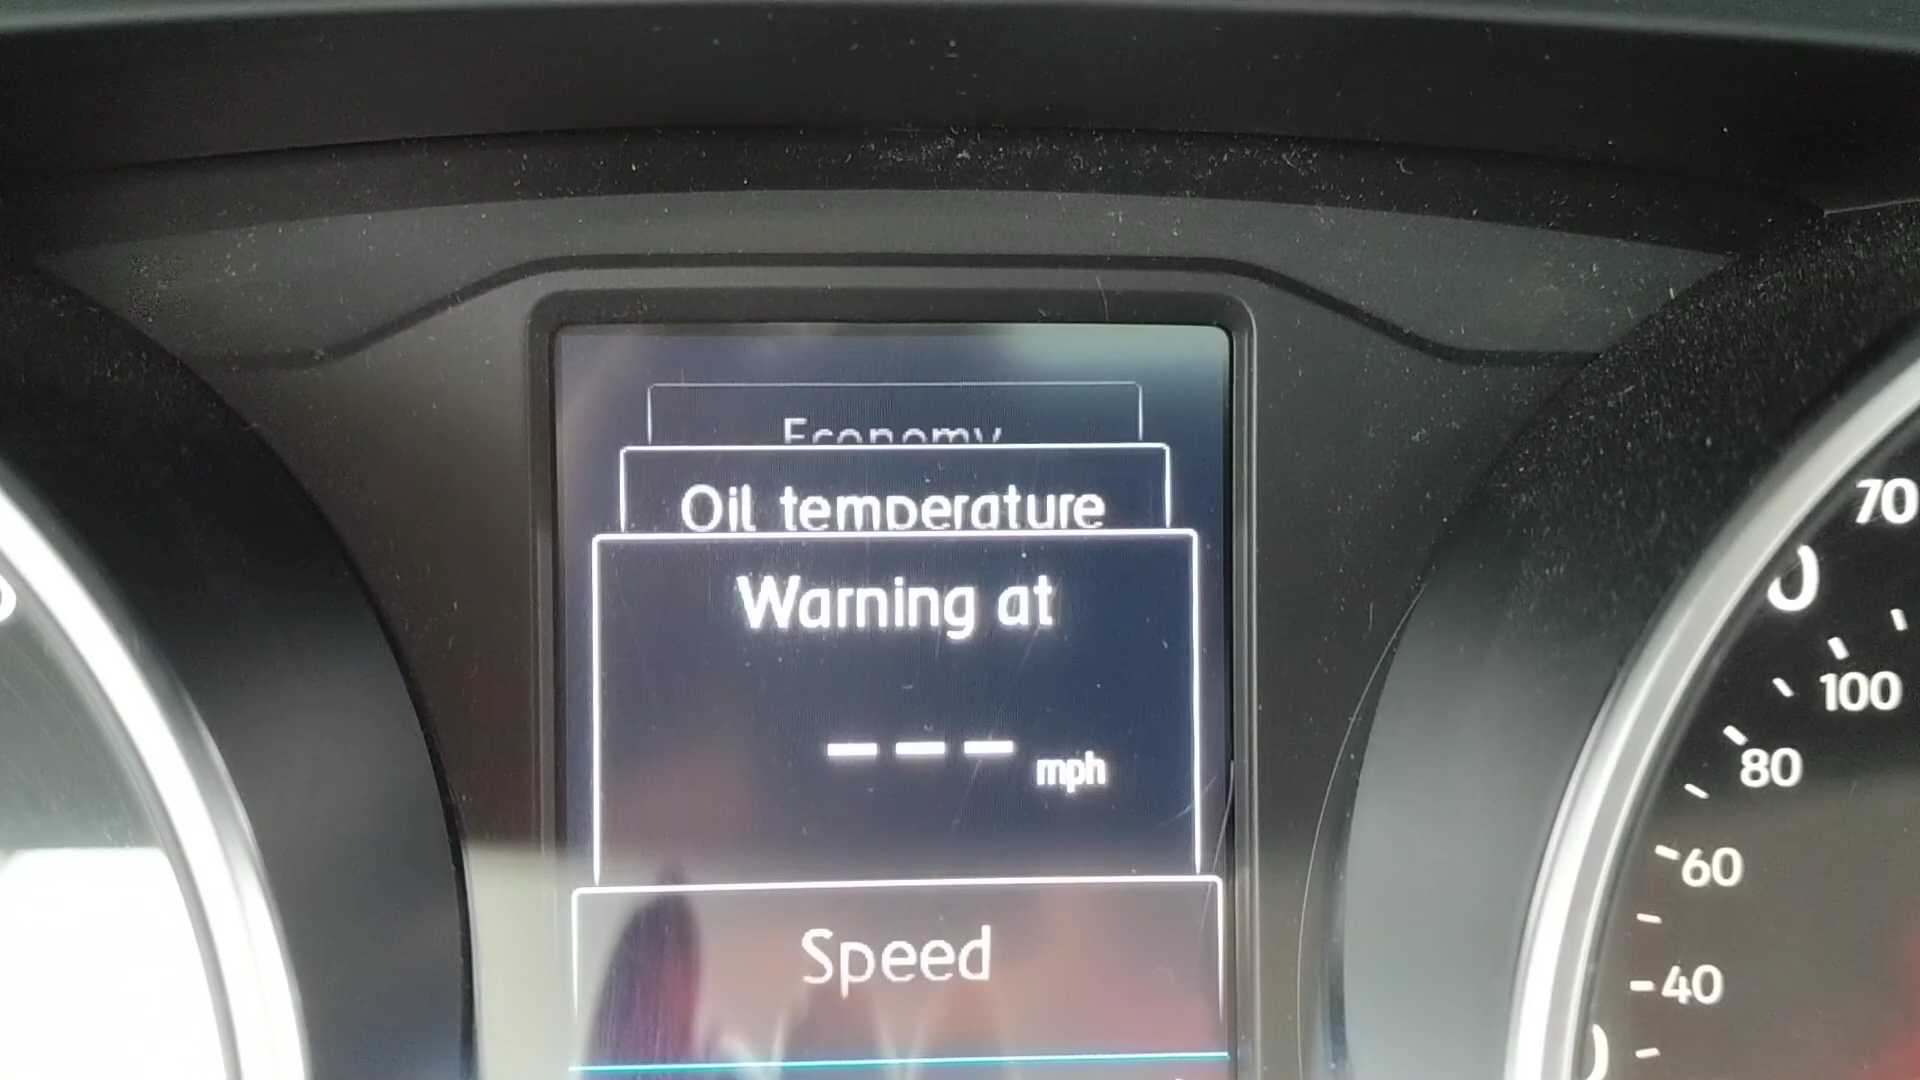 Economy
Oil temperature
Warning at
--- mph
Speed
70
100
80
60
40